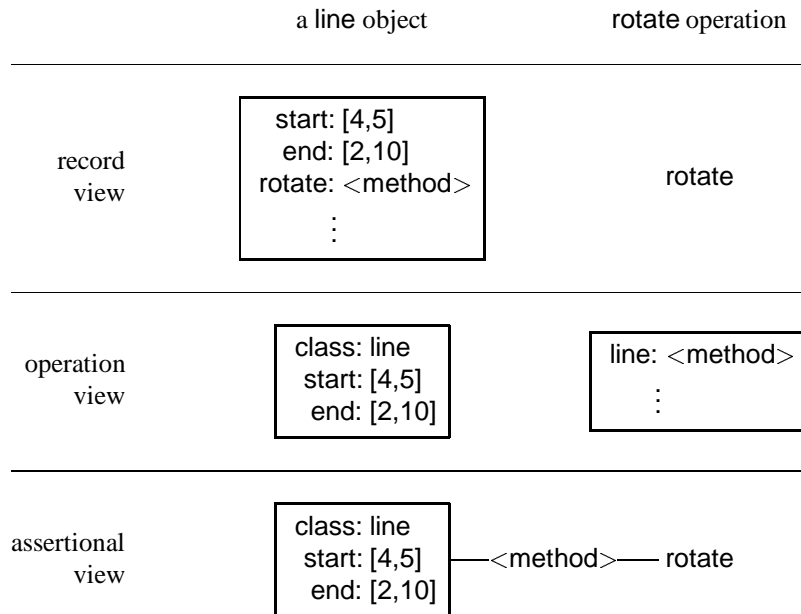 a line object rotate operation
record
view
start: [4,5]
end: [2,10]
rotate: <method>
⋮
rotate
operation
view
class: line
start: [4,5]
end: [2,10]
line: <method>
⋮
assertional
view
class: line
start: [4,5]
end: [2,10]
<method>
rotate